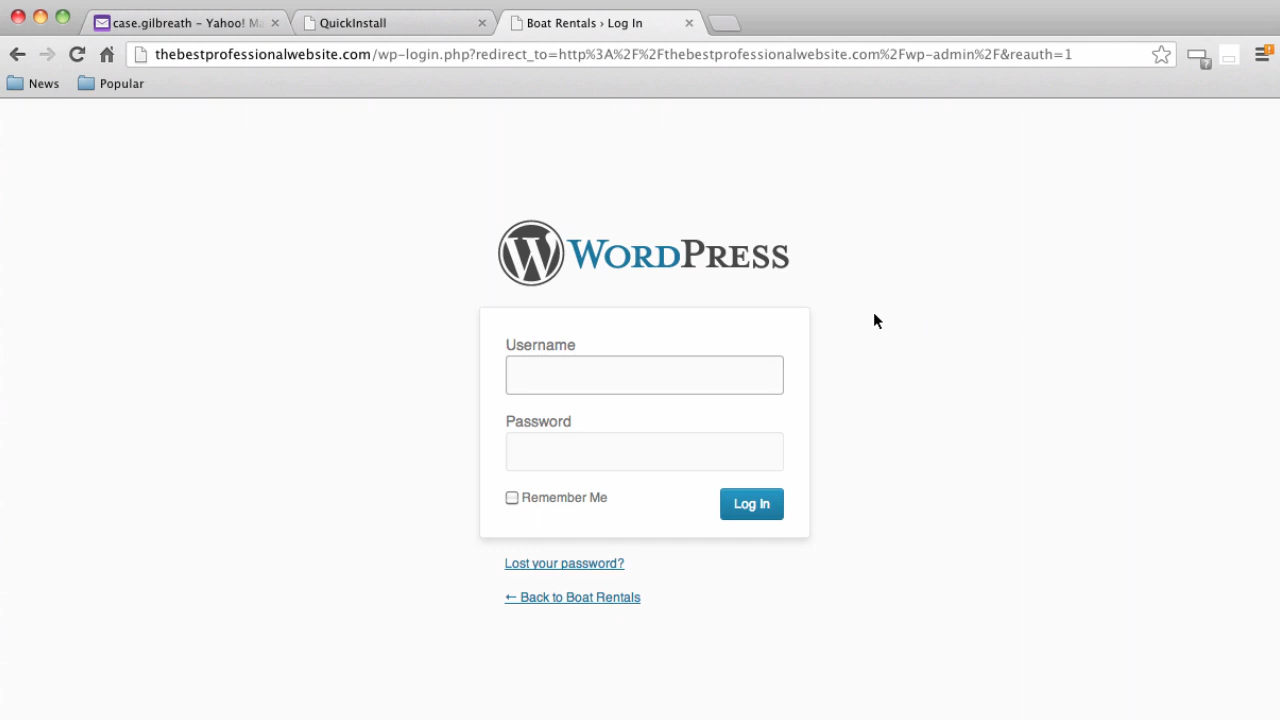 case.gilbreath – Yahoo! Ma
QuickInstall
Boat Rentals › Log In
thebestprofessionalwebsite.com/wp-login.php?redirect_to=http%3A%2F%2Fthebestprofessionalwebsite.com%2Fwp-admin%2F&reauth=1
News
Popular
WORDPRESS
Username
Password
Remember Me
Log In
Lost your password?
← Back to Boat Rentals